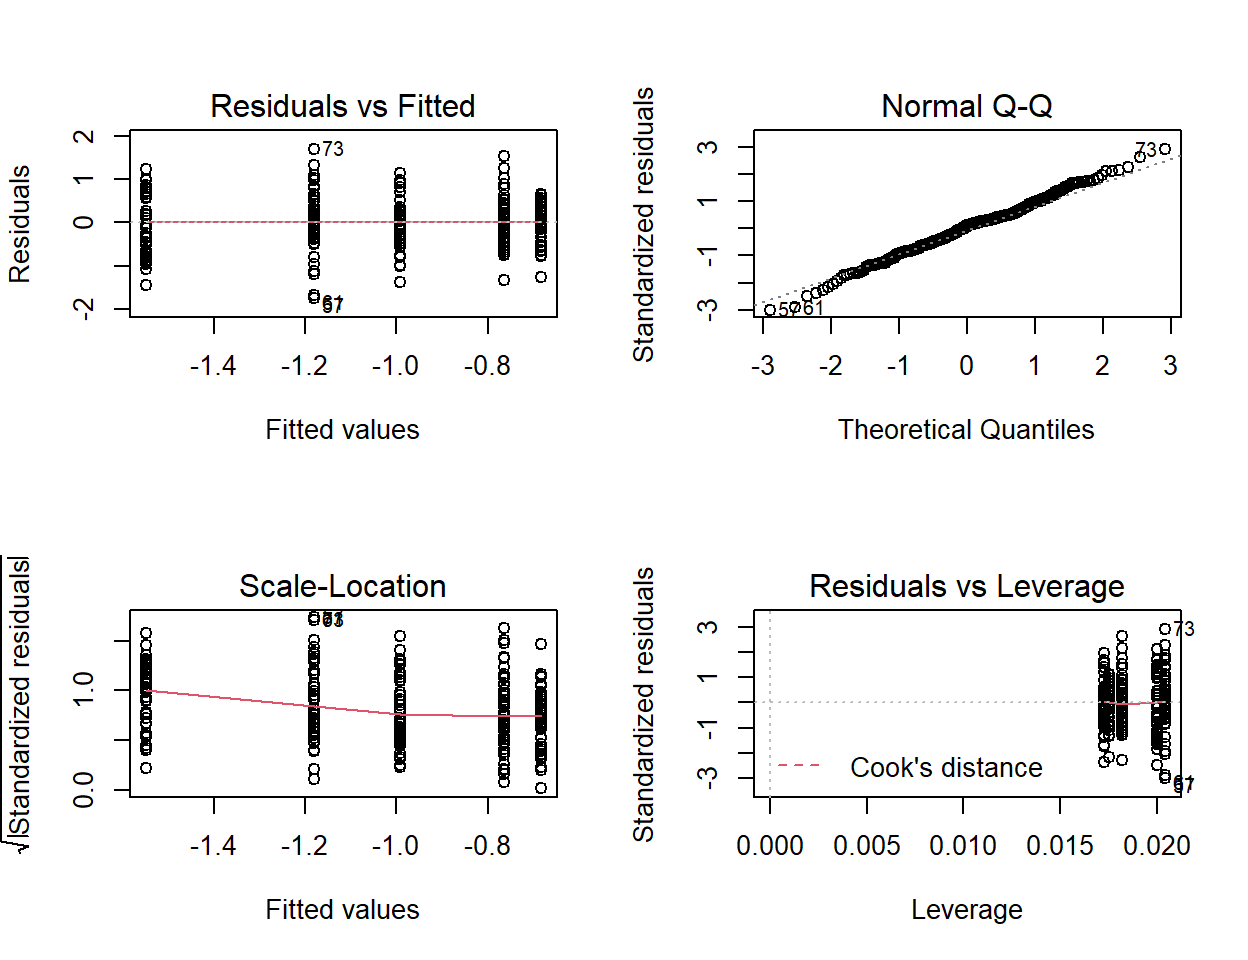 Residuals vs Fitted
Residuals
2
1
0
-2
73
-1.4 -1.2 -1.0 -0.8
Fitted values
Normal Q-Q
Standardized residuals
3
1
-1
-3
73
57
61
-3 -2 -1 0 1 2 3
Theoretical Quantiles
Scale-Location
√|Standardized residuals|
1.0
0.0
-1.4 -1.2 -1.0 -0.8
Fitted values
Residuals vs Leverage
Standardized residuals
3
1
-1
-3
73
Cook's distance
0.000 0.005 0.010 0.015 0.020
Leverage